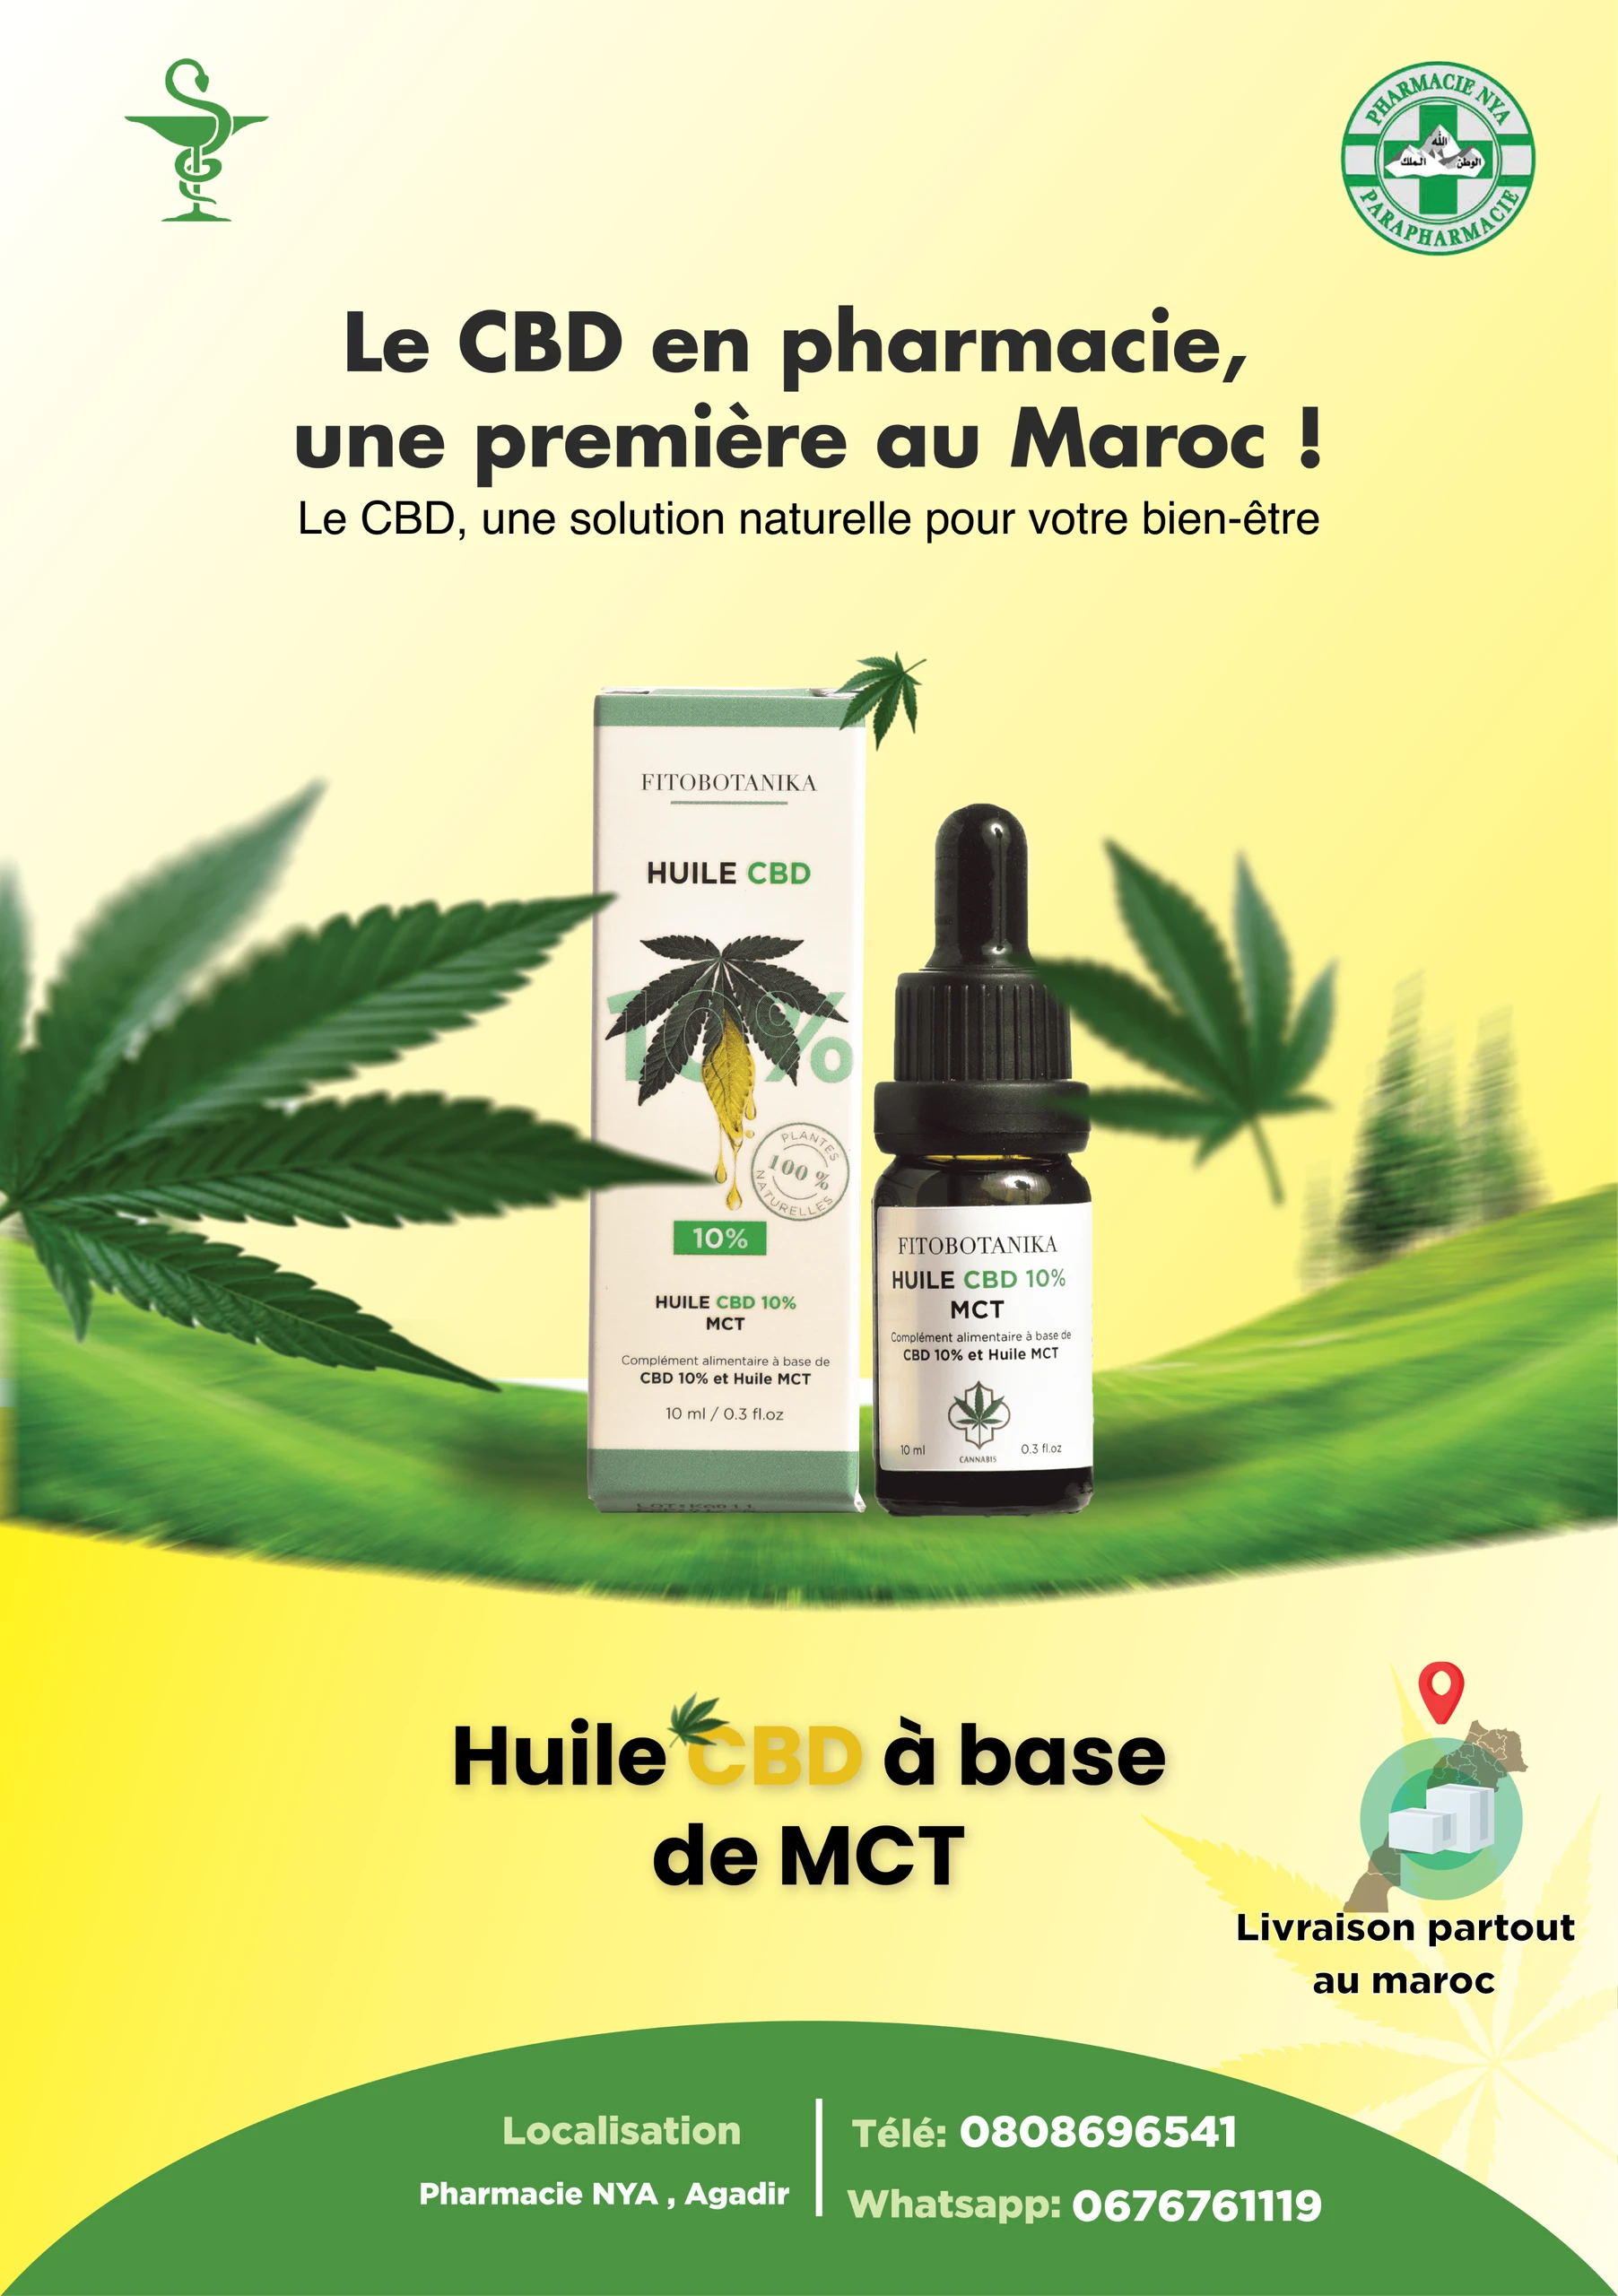 PHARMACIE NYA
الله
الوطن
الملك
PARAPHARMACIE
Le CBD en pharmacie,
une première au Maroc !
Le CBD, une solution naturelle pour votre bien-être
FITOBOTANIKA
HUILE CBD
10%
PLANTES
100 %
NATURELLES
10%
HUILE CBD 10%
MCT
Complément alimentaire à base de
CBD 10% et Huile MCT
10 ml / 0.3 fl.oz
FITOBOTANIKA
HUILE CBD 10%
MCT
Complément alimentaire à base de
CBD 10% et Huile MCT
10 ml
0.3 fl.oz
CANNABIS
Huile CBD à base
de MCT
Livraison partout
au maroc
Localisation
Pharmacie NYA , Agadir
Télé: 0808696541
Whatsapp: 0676761119